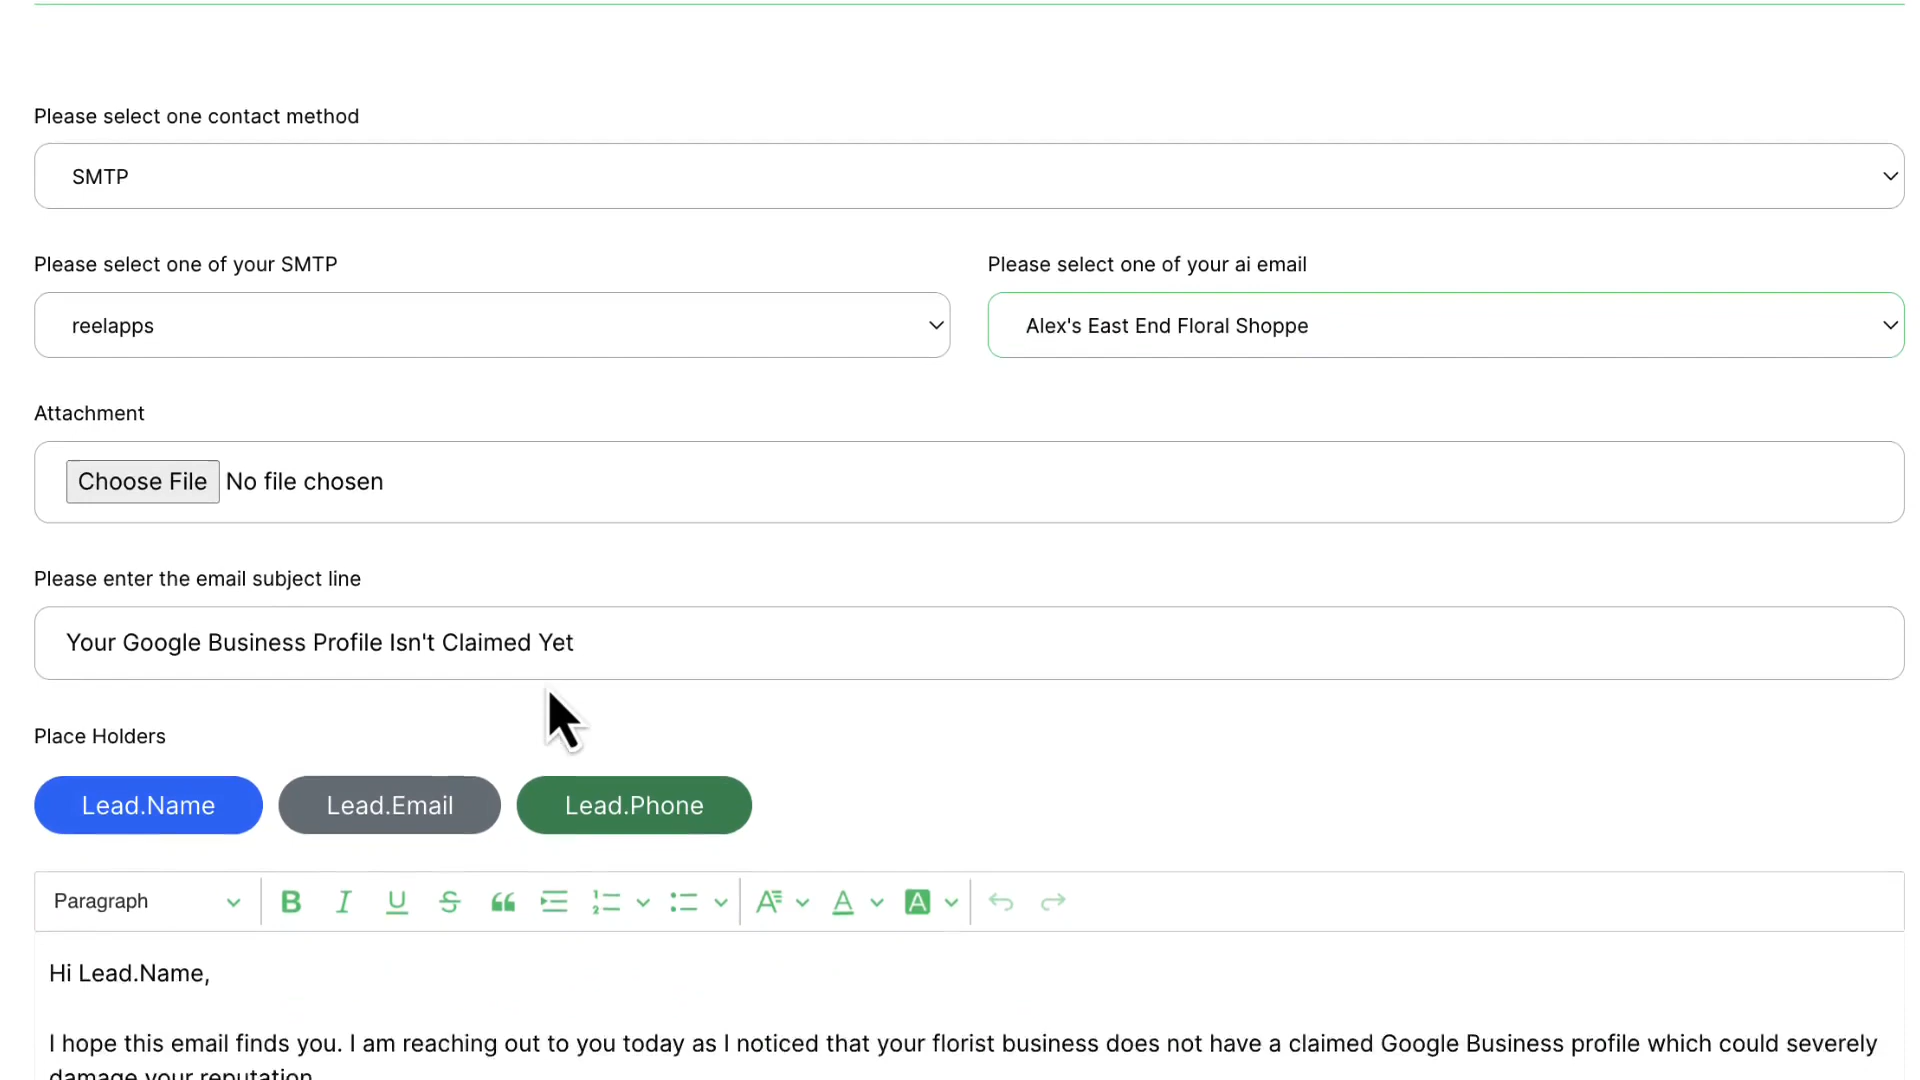 Please select one contact method
SMTP
Please select one of your SMTP
Please select one of your ai email
reelapps
Alex's East End Floral Shoppe
Attachment
Choose File No file chosen
Please enter the email subject line
Your Google Business Profile Isn't Claimed Yet
Place Holders
Lead.Name Lead.Email Lead.Phone
Paragraph
Hi Lead.Name,
I hope this email finds you. I am reaching out to you today as I noticed that your florist business does not have a claimed Google Business profile which could severely
damage your reputation